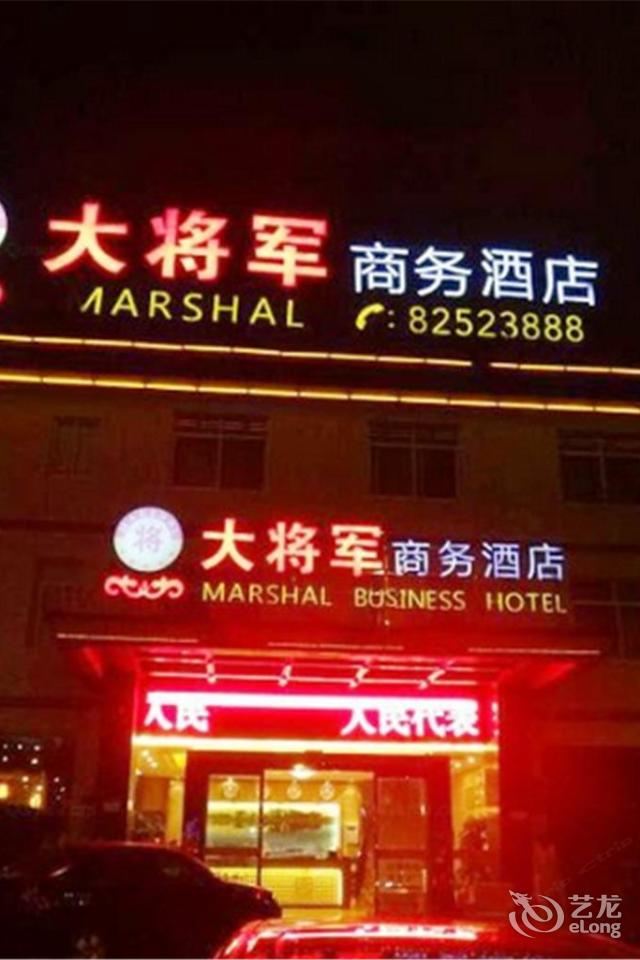 大将军 商务酒店
MARSHAL : 82523888
将 大将军 商务酒店
MARSHAL BUSINESS HOTEL
人民 人民代表
艺龙
eLong